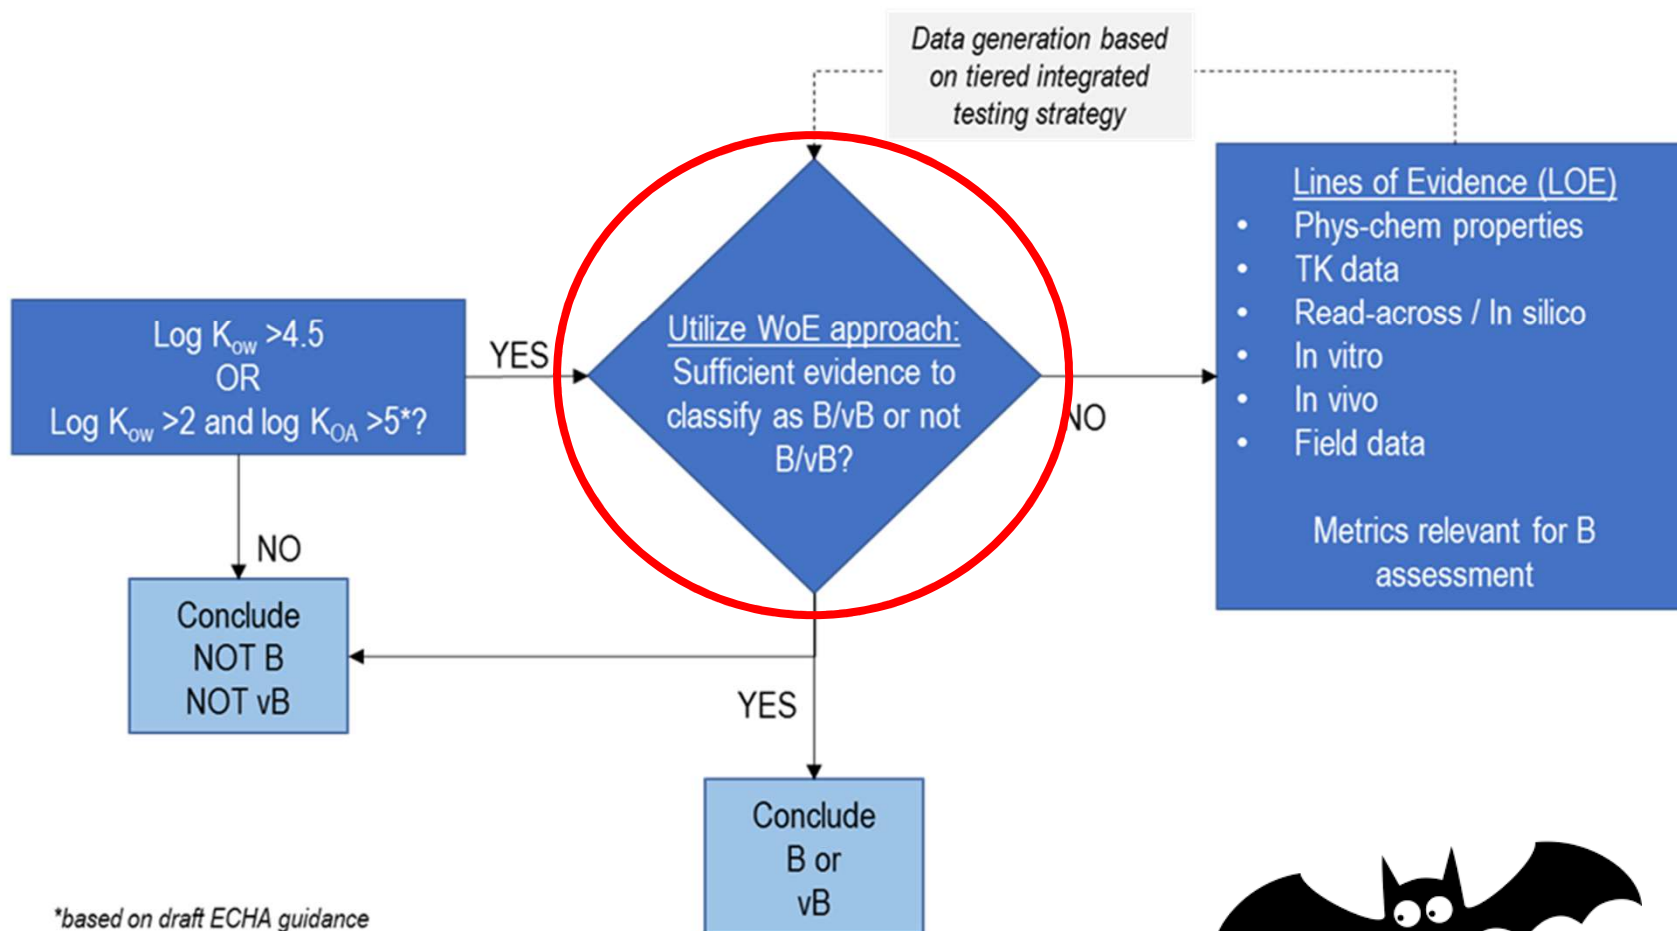 Data generation based
on tiered integrated
testing strategy
Log Kow >4.5
OR
Log Kow >2 and log KOA >5*?
YES
Utilize WoE approach:
Sufficient evidence to
classify as B/vB or not
B/vB?
NO
Lines of Evidence (LOE)
• Phys-chem properties
• TK data
• Read-across / In silico
• In vitro
• In vivo
• Field data
Metrics relevant for B
assessment
NO
Conclude
NOT B
NOT vB
YES
Conclude
B or
vB
*based on draft ECHA guidance